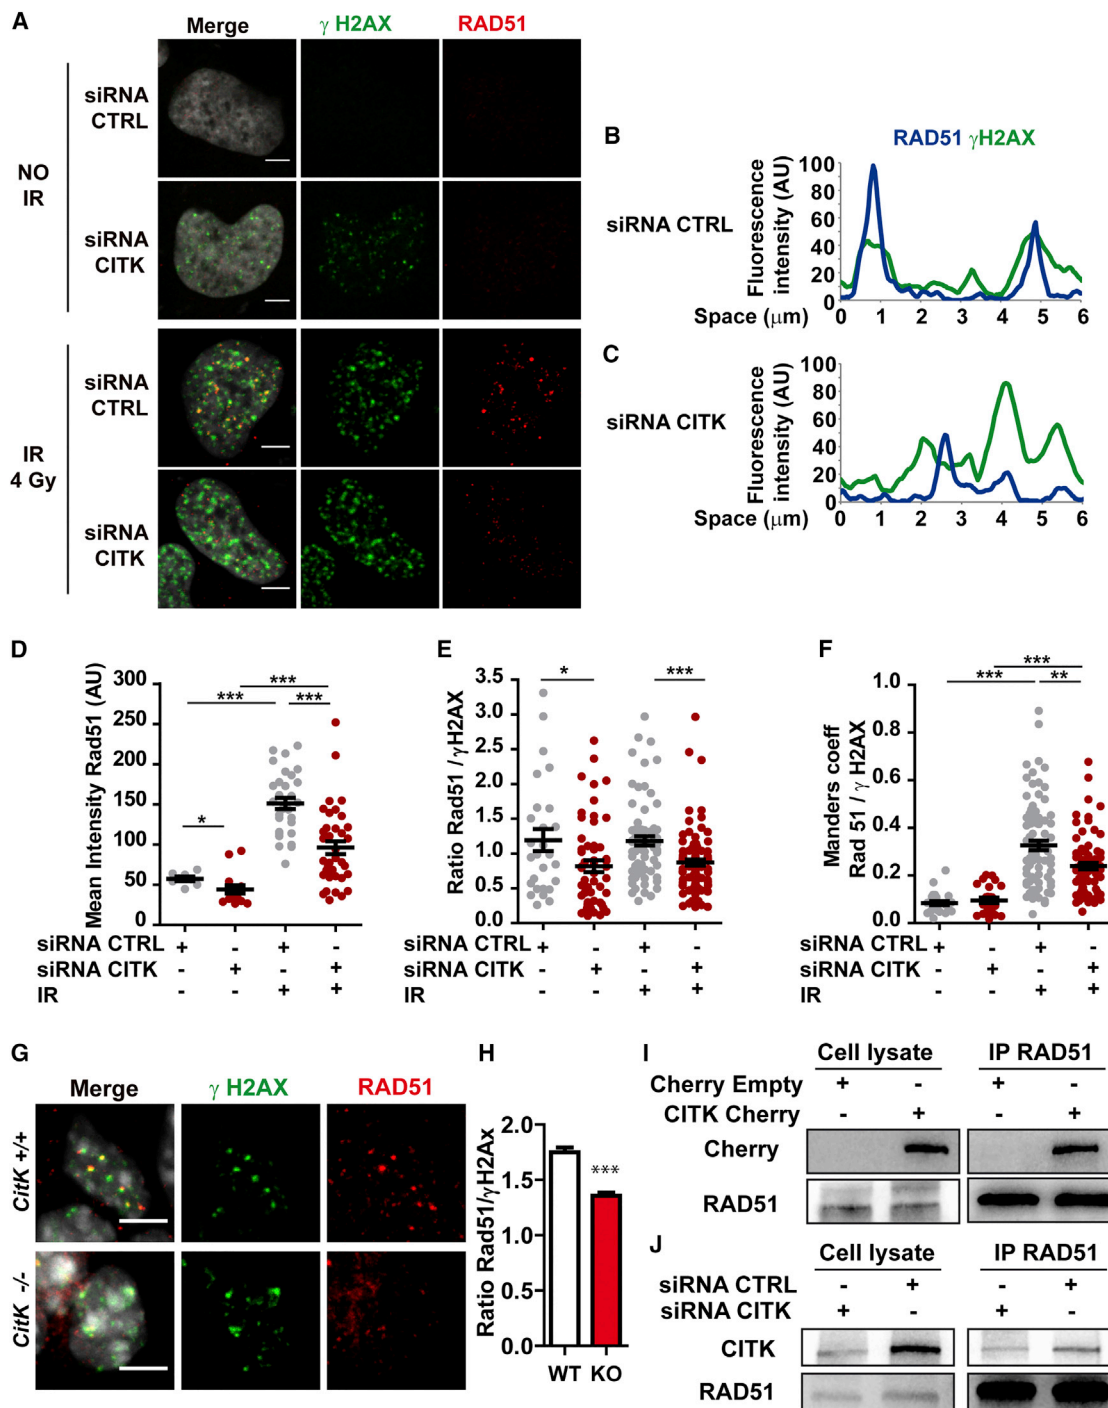 A
Merge γ H2AX RAD51
NO
IR
siRNA
CTRL
siRNA
CITK
IR
4 Gy
siRNA
CTRL
siRNA
CITK
B
RAD51 γH2AX
siRNA CTRL
Fluorescence
intensity (AU)
100
80
60
40
20
0
Space (μm) 0 1 2 3 4 5 6
C
siRNA CITK
Fluorescence
intensity (AU)
100
80
60
40
20
0
Space (μm) 0 1 2 3 4 5 6
D
Mean Intensity Rad51 (AU)
300
250
200
150
100
50
0
*
***
***
***
siRNA CTRL + - + -
siRNA CITK - + - +
IR - - + +
E
Ratio Rad51 / γH2AX
3.5
3.0
2.5
2.0
1.5
1.0
0.5
0.0
*
***
siRNA CTRL + - + -
siRNA CITK - + - +
IR - - + +
F
Manders coeff
Rad 51 / γ H2AX
1.0
0.8
0.6
0.4
0.2
0.0
***
***
**
siRNA CTRL + - + -
siRNA CITK - + - +
IR - - + +
G
Merge γ H2AX RAD51
CitK +/+
CitK -/-
H
Ratio Rad51/γH2Ax
2.0
1.5
1.0
0.5
0.0
***
WT KO
I
Cell lysate IP RAD51
Cherry Empty + - + -
CITK Cherry - + - +
Cherry
RAD51
J
Cell lysate IP RAD51
siRNA CTRL - + - +
siRNA CITK + - + -
CITK
RAD51